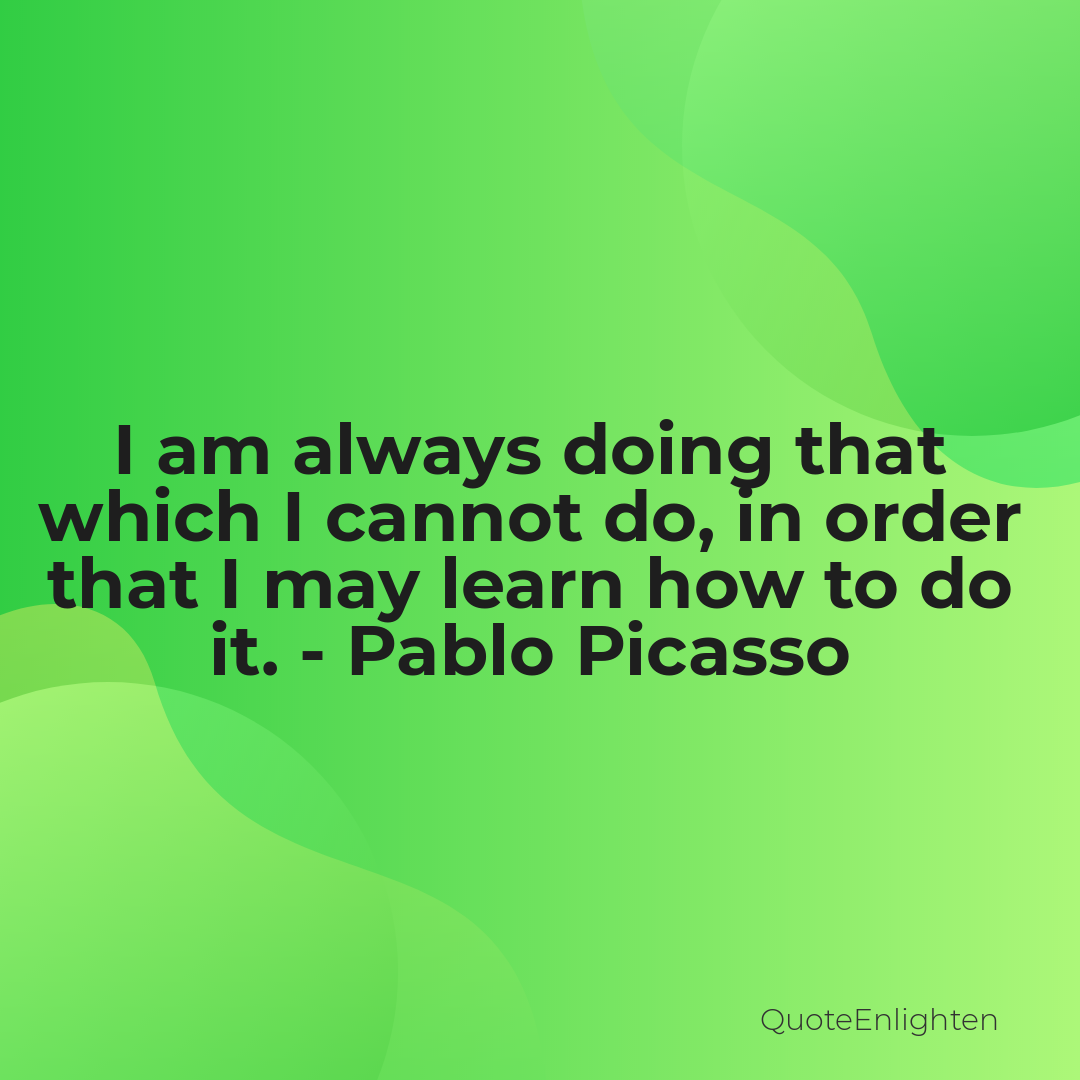 I am always doing that
which I cannot do, in order
that I may learn how to do
it. - Pablo Picasso
QuoteEnlighten